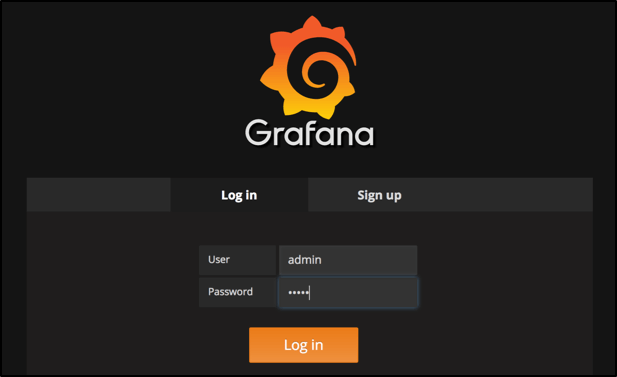 Grafana
Log in Sign up
User admin
Password •••••
Log in